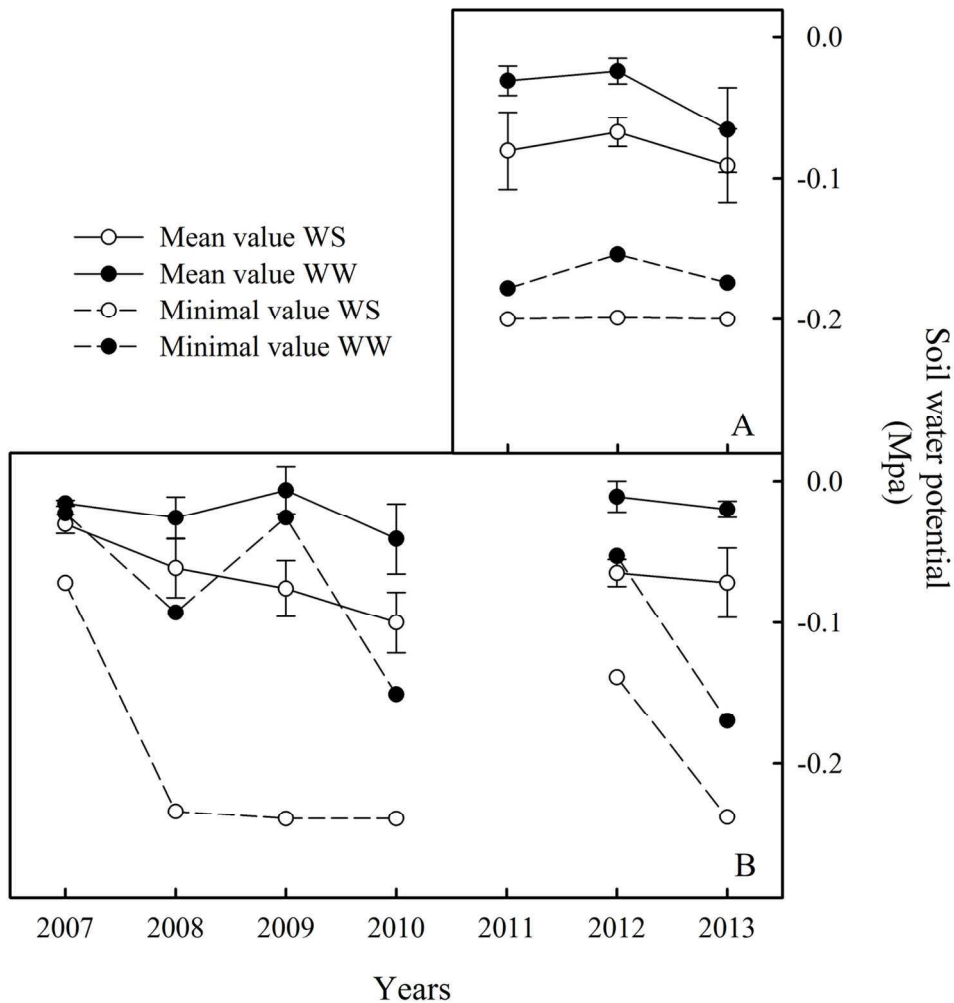 0.0
-0.1
-0.2
A
Mean value WS
Mean value WW
Minimal value WS
Minimal value WW
Soil water potential
(Mpa)
0.0
-0.1
-0.2
B
2007 2008 2009 2010 2011 2012 2013
Years